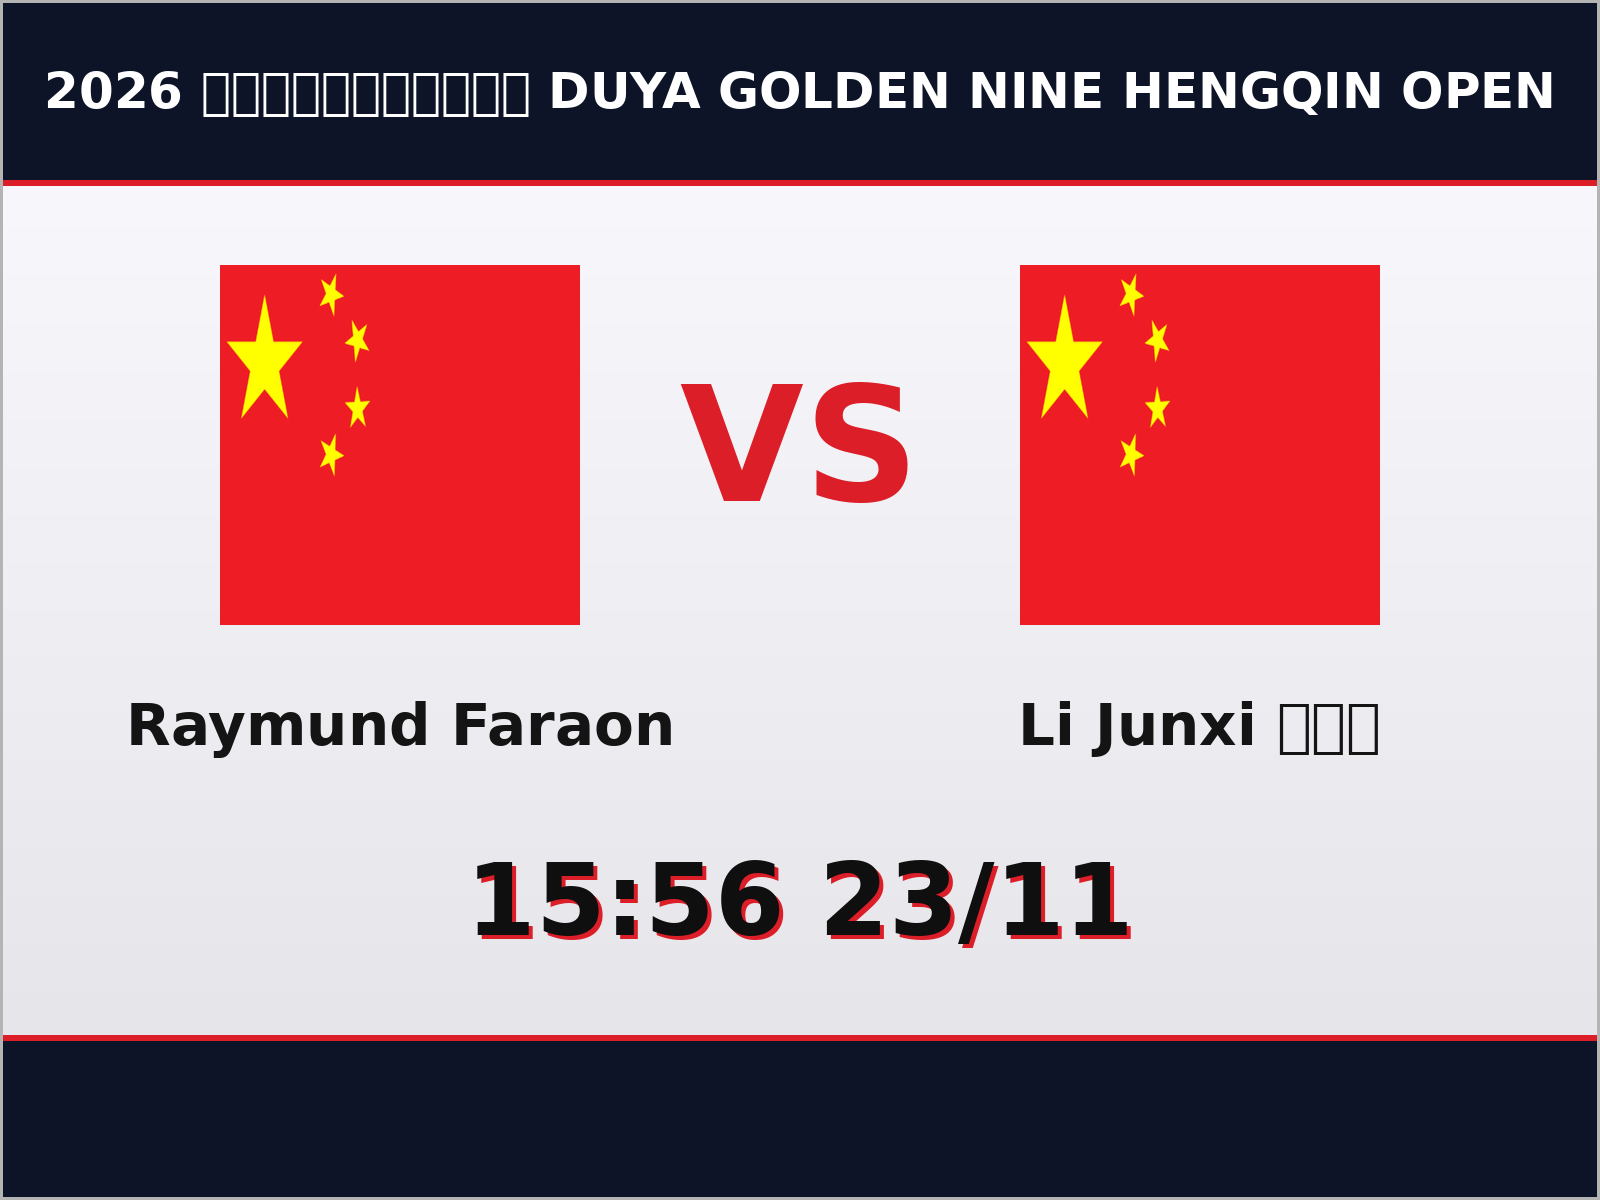 2026 DUYA GOLDEN NINE HENGQIN OPEN
VS
Raymund Faraon
Li Junxi
15:56 23/11